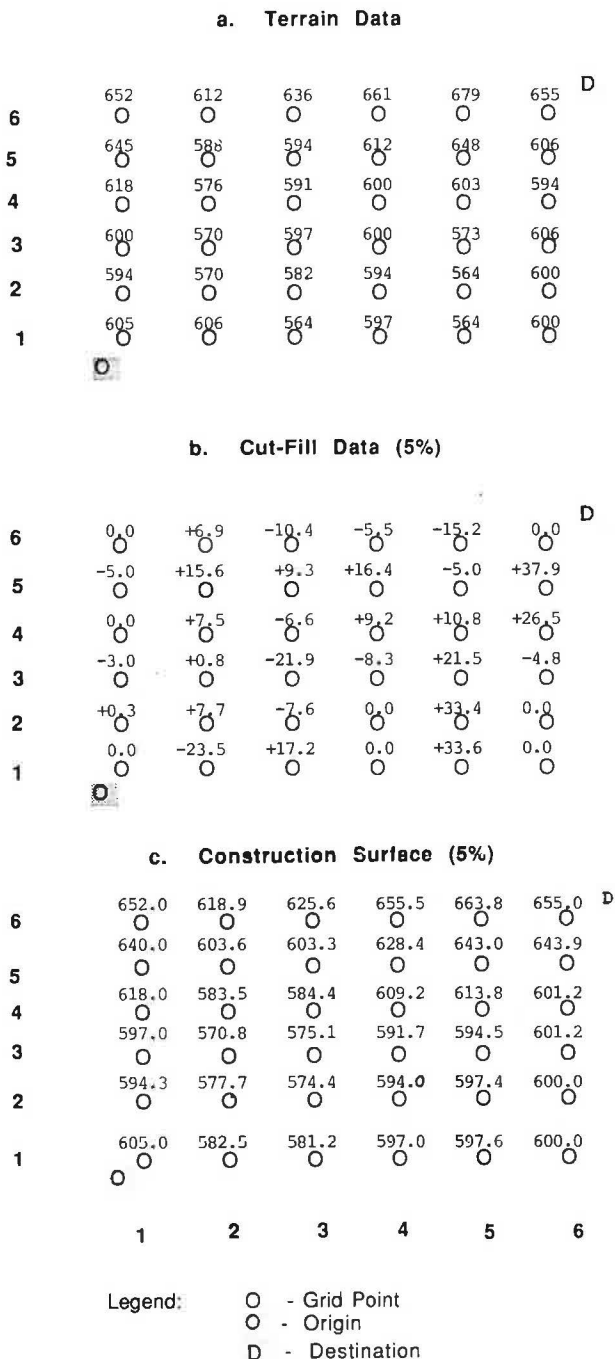 a. Terrain Data
D
652 612 636 661 679 655
6 O O O O O O
645 588 594 612 648 606
5 O O O O O O
618 576 591 600 603 594
4 O O O O O O
600 570 597 600 573 606
3 O O O O O O
594 570 582 594 564 600
2 O O O O O O
605 606 564 597 564 600
1 O O O O O O
O
b. Cut-Fill Data (5%)
D
0.0 +6.9 -10.4 -5.5 -15.2 0.0
6 O O O O O O
-5.0 +15.6 +9.3 +16.4 -5.0 +37.9
5 O O O O O O
0.0 +7.5 -6.6 +9.2 +10.8 +26.5
4 O O O O O O
-3.0 +0.8 -21.9 -8.3 +21.5 -4.8
3 O O O O O O
+0.3 +7.7 -7.6 0.0 +33.4 0.0
2 O O O O O O
0.0 -23.5 +17.2 0.0 +33.6 0.0
1 O O O O O O
O
c. Construction Surface (5%)
652.0 618.9 625.6 655.5 663.8 655.0 D
6 O O O O O O
640.0 603.6 603.3 628.4 643.0 643.9
5 O O O O O O
618.0 583.5 584.4 609.2 613.8 601.2
4 O O O O O O
597.0 570.8 575.1 591.7 594.5 601.2
3 O O O O O O
594.3 577.7 574.4 594.0 597.4 600.0
2 O O O O O O
605.0 582.5 581.2 597.0 597.6 600.0
1 O O O O O O
O
1 2 3 4 5 6
Legend: O - Grid Point
O - Origin
D - Destination